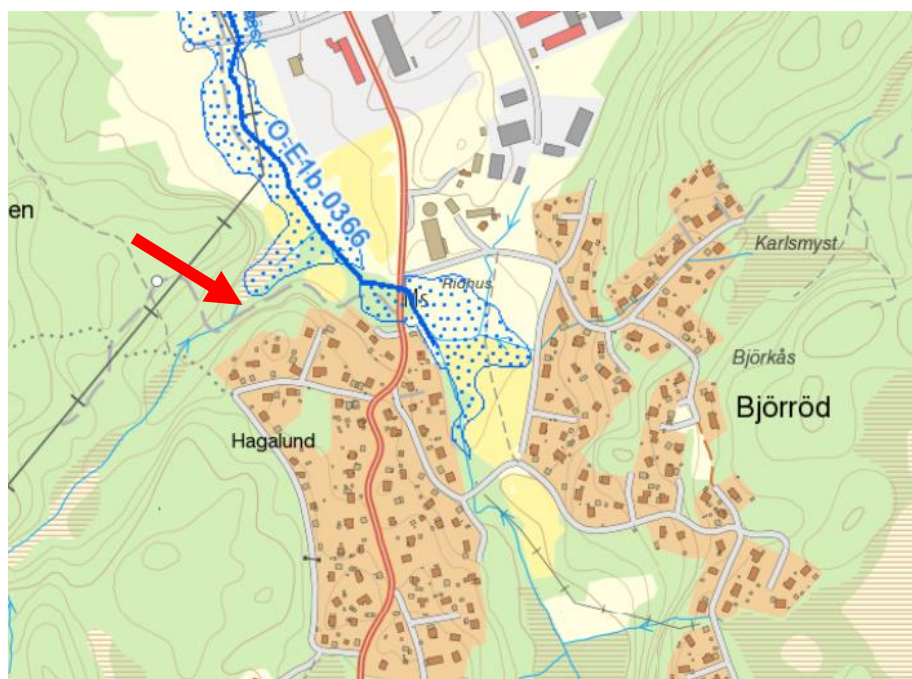 O-E1b-0366
en
Karlsmyst
Ridhus
Björkås
Björröd
Hagalund